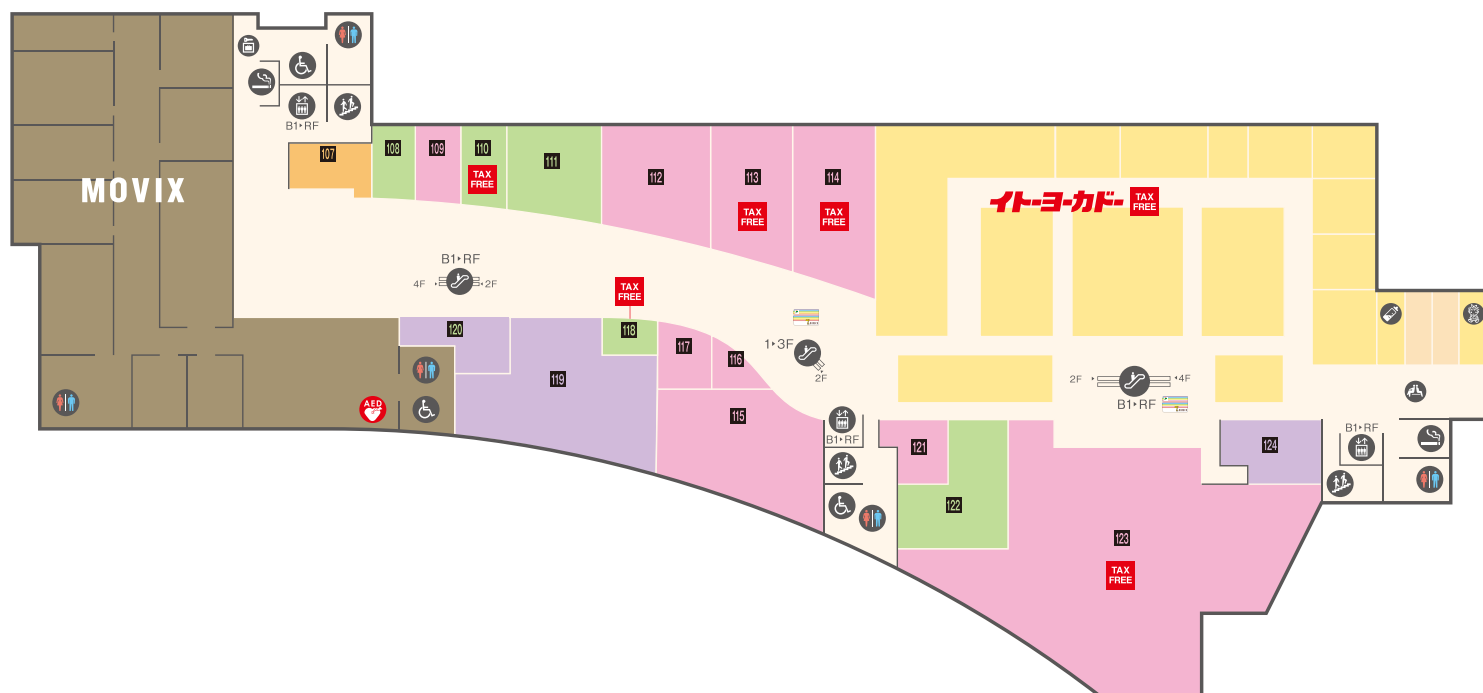 B1▸RF
107
108
109
110
TAX
FREE
111
112
113
TAX
FREE
114
TAX
FREE
MOVIX
イトーヨーカドー
TAX
FREE
B1▸RF
4F
2F
TAX
FREE
118
120
117
116
119
115
1▸3F
2F
AED
B1▸RF
2F
4F
B1▸RF
121
122
123
TAX
FREE
124
B1▸RF